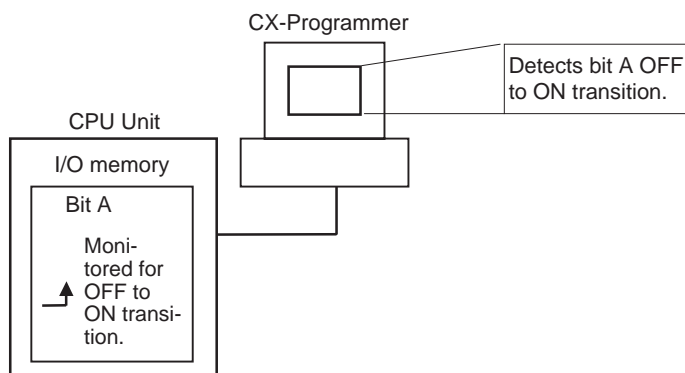 CX-Programmer
Detects bit A OFF
to ON transition.
CPU Unit
I/O memory
Bit A
Moni-
tored for
OFF to
ON transi-
tion.